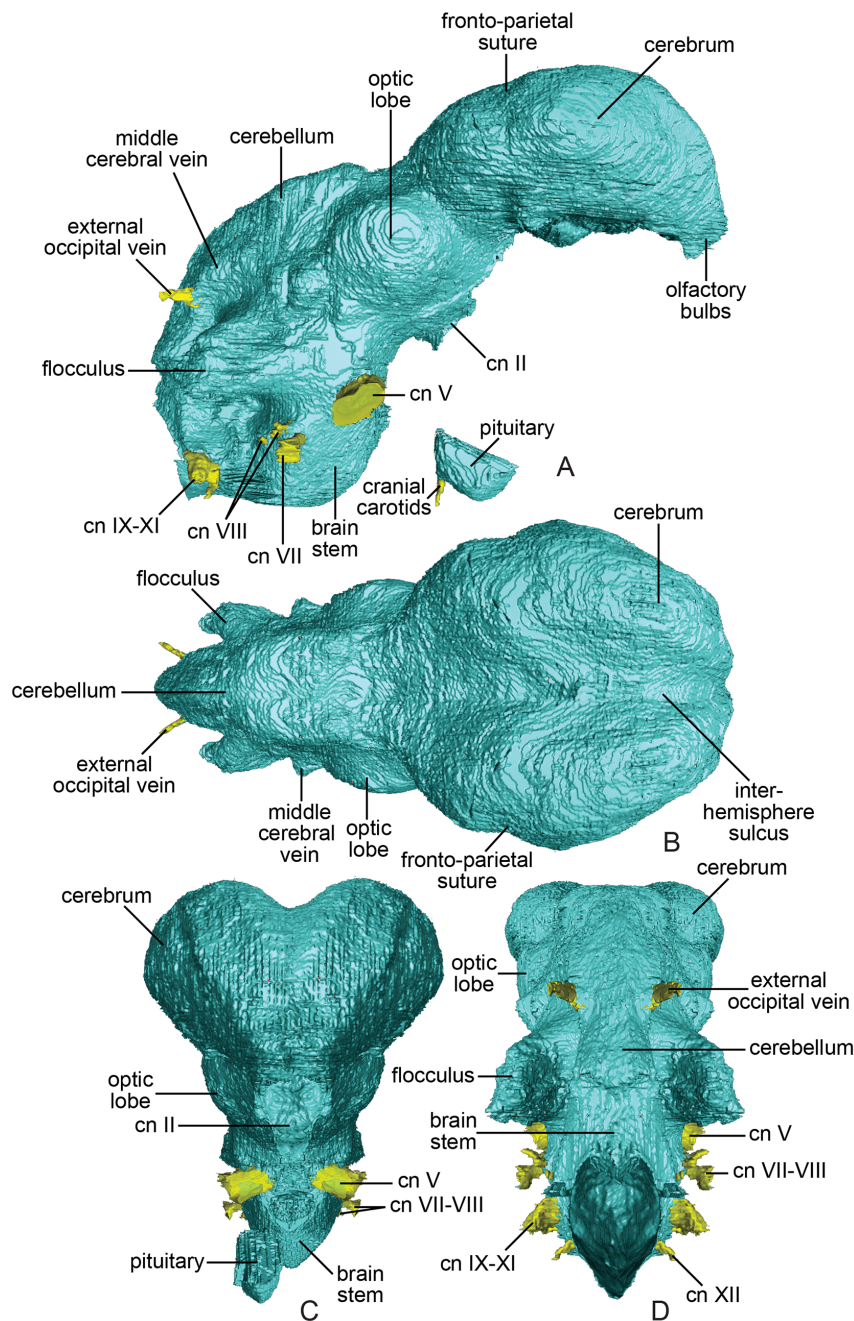 fronto-parietal
suture
cerebrum
optic
lobe
middle
cerebral vein
cerebellum
external
occipital vein
olfactory
bulbs
cn II
flocculus
cn V
pituitary
A
cranial
carotids
cn IX-XI
cn VIII
cn VII
brain
stem
cerebrum
flocculus
cerebellum
external
occipital vein
middle
cerebral
vein
optic
lobe
fronto-parietal
suture
inter-
hemisphere
sulcus
B
cerebrum
optic
lobe
cn II
cn V
cn VII-VIII
pituitary
brain
stem
C
cerebrum
optic
lobe
external
occipital vein
cerebellum
flocculus
brain
stem
cn V
cn VII-VIII
cn IX-XI
cn XII
D